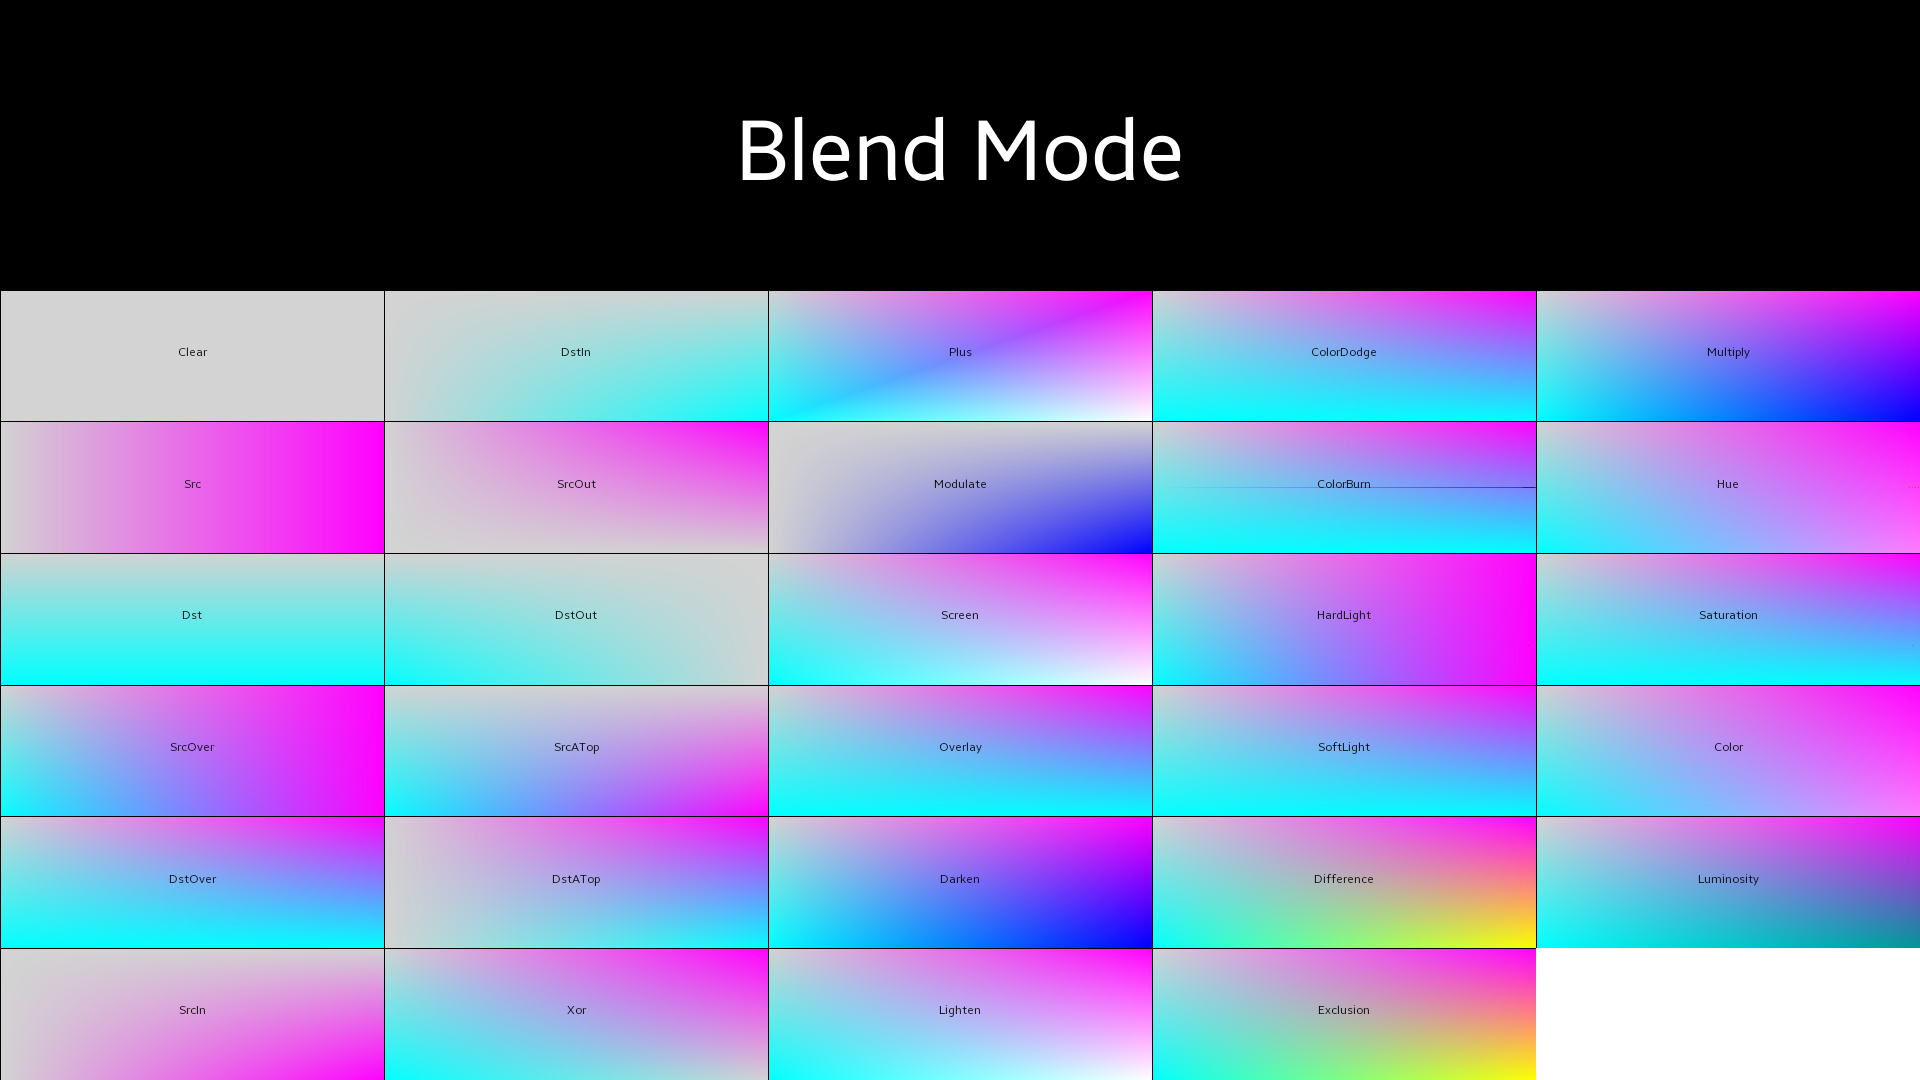 Blend Mode
Clear
DstIn
Plus
ColorDodge
Multiply
Src
SrcOut
Modulate
ColorBurn
Hue
Dst
DstOut
Screen
HardLight
Saturation
SrcOver
SrcATop
Overlay
SoftLight
Color
DstOver
DstATop
Darken
Difference
Luminosity
SrcIn
Xor
Lighten
Exclusion